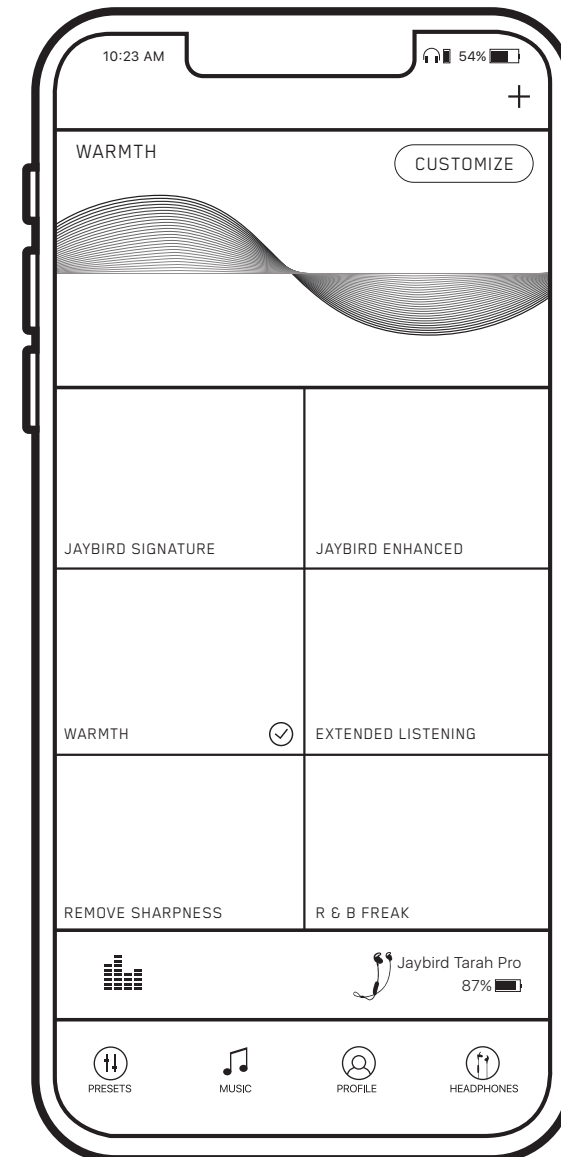 10:23 AM 54%
WARMTH CUSTOMIZE
JAYBIRD SIGNATURE JAYBIRD ENHANCED
WARMTH EXTENDED LISTENING
REMOVE SHARPNESS R & B FREAK
Jaybird Tarah Pro
87%
PRESETS MUSIC PROFILE HEADPHONES